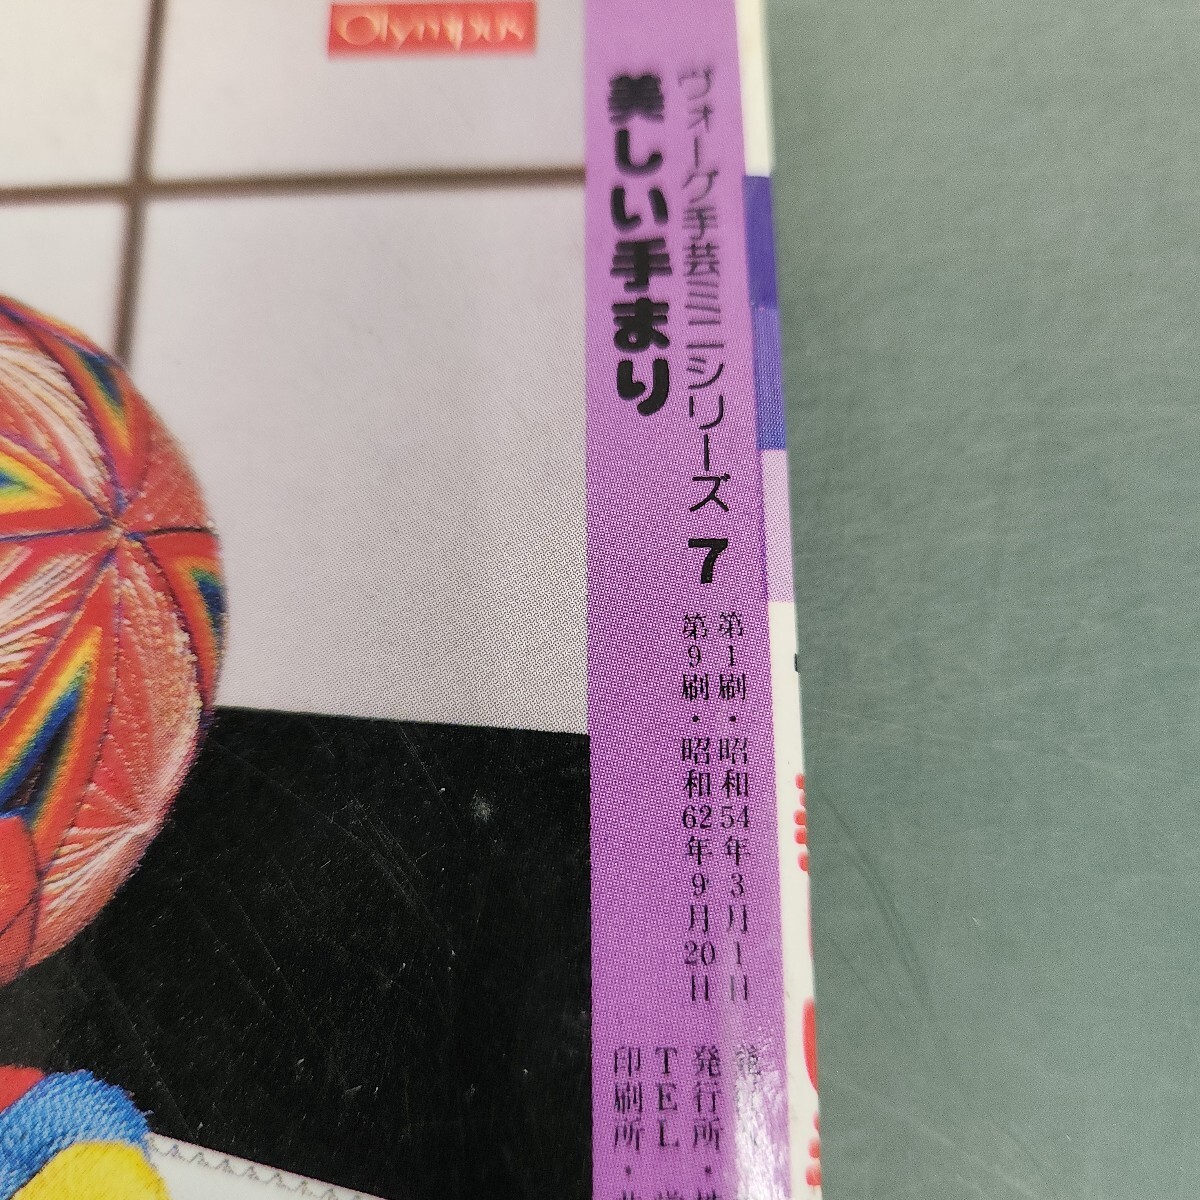 Olympus
ヴォーグ手芸ミニシリーズ 7
美しい手まり
第1刷・昭和54年3月1日
第9刷・昭和62年9月20日
発行所・
TEL
印刷所・